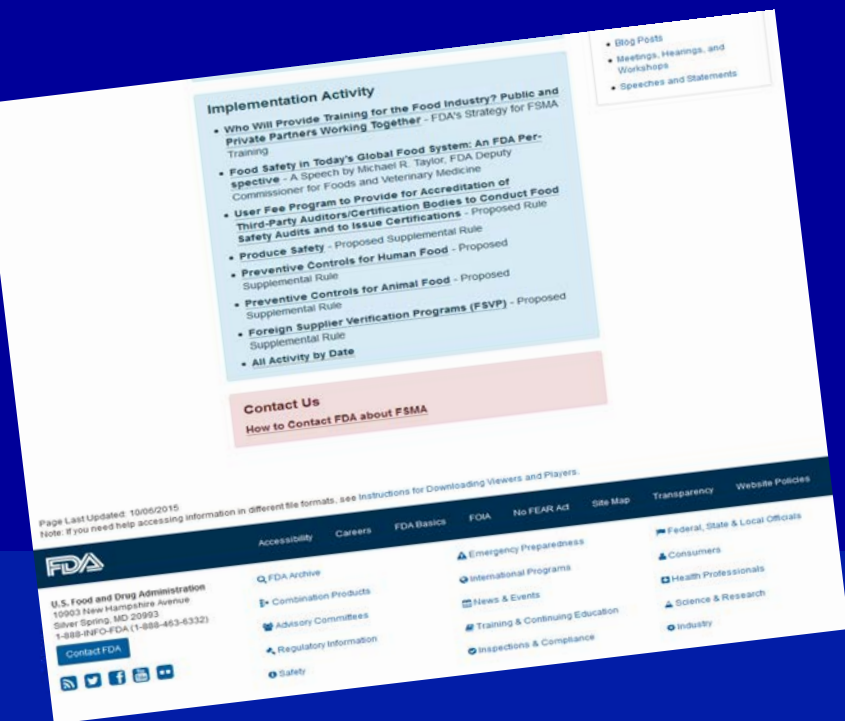 Blog Posts
Meetings, Hearings, and
Workshops
Speeches and Statements
Implementation Activity
Who Will Provide Training for the Food Industry? Public and
Private Partners Working Together - FDA's Strategy for FSMA
Training
Food Safety in Today's Global Food System: An FDA Per-
spective - A Speech by Michael R. Taylor, FDA Deputy
Commissioner for Foods and Veterinary Medicine
User Fee Program to Provide for Accreditation of
Third-Party Auditors/Certification Bodies to Conduct Food
Safety Audits and to Issue Certifications - Proposed Rule
Produce Safety - Proposed Supplemental Rule
Preventive Controls for Human Food - Proposed
Supplemental Rule
Preventive Controls for Animal Food - Proposed
Supplemental Rule
Foreign Supplier Verification Programs (FSVP) - Proposed
Supplemental Rule
All Activity by Date
Contact Us
How to Contact FDA about FSMA
Page Last Updated: 10/06/2015
Note: If you need help accessing information in different file formats, see Instructions for Downloading Viewers and Players.
Accessibility Careers FDA Basics FOIA No FEAR Act Site Map Transparency Website Policies
FDA
U.S. Food and Drug Administration
10903 New Hampshire Avenue
Silver Spring, MD 20993
1-888-INFO-FDA (1-888-463-6332)
Contact FDA
FDA Archive
Combination Products
Advisory Committees
Regulatory Information
Safety
Emergency Preparedness
International Programs
News & Events
Training & Continuing Education
Inspections & Compliance
Federal, State & Local Officials
Consumers
Health Professionals
Science & Research
Industry